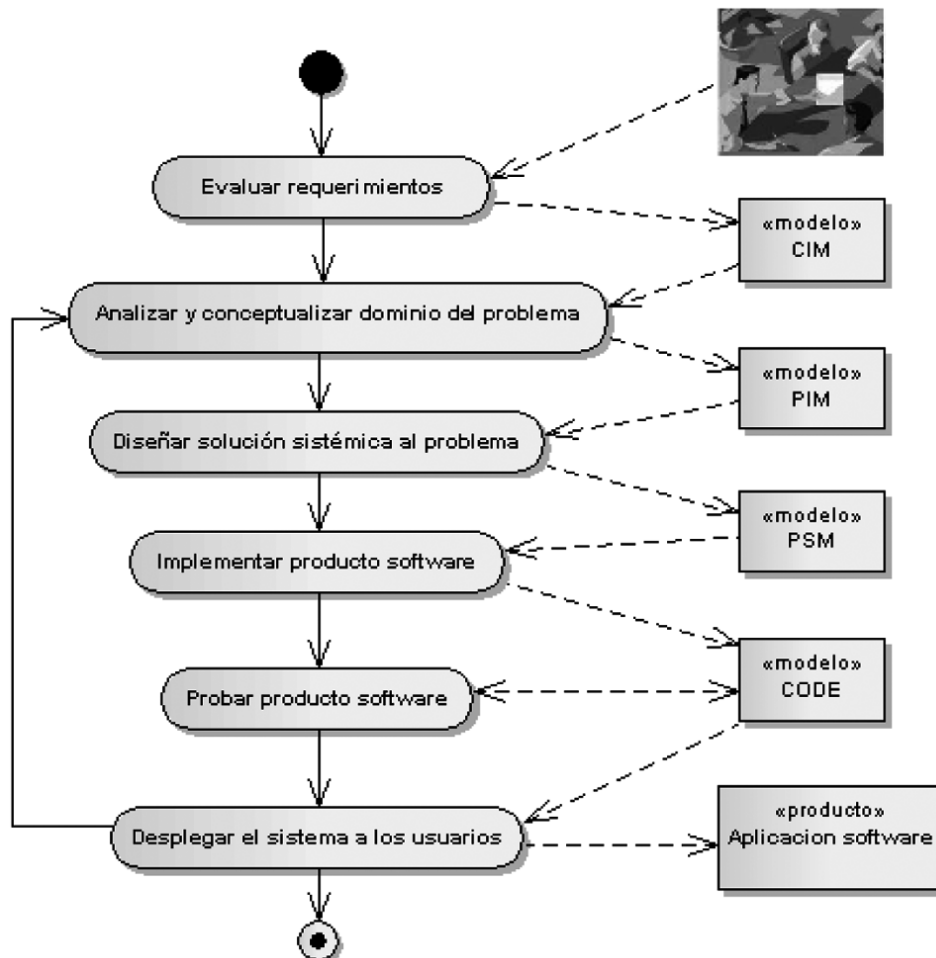 Evaluar requerimientos
«modelo»
CIM
Analizar y conceptualizar dominio del problema
«modelo»
PIM
Diseñar solución sistémica al problema
«modelo»
PSM
Implementar producto software
«modelo»
CODE
Probar producto software
«producto»
Aplicacion software
Desplegar el sistema a los usuarios